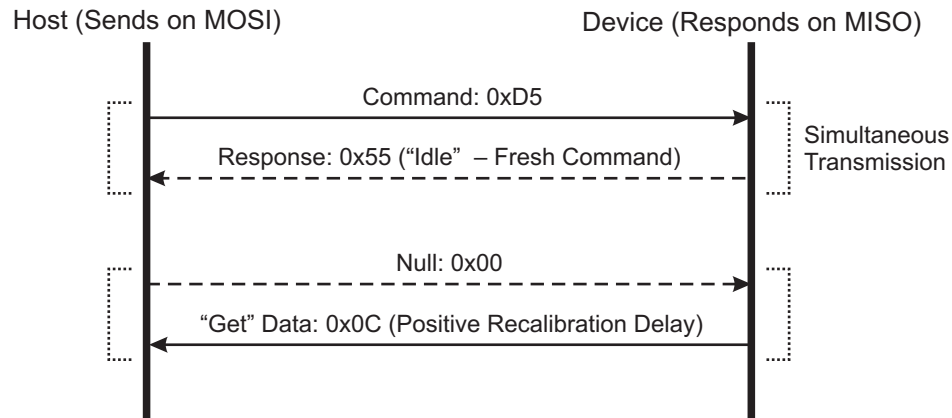 Host (Sends on MOSI)
Device (Responds on MISO)
Command: 0xD5
Response: 0x55 (“Idle” – Fresh Command)
Simultaneous
Transmission
Null: 0x00
“Get” Data: 0x0C (Positive Recalibration Delay)